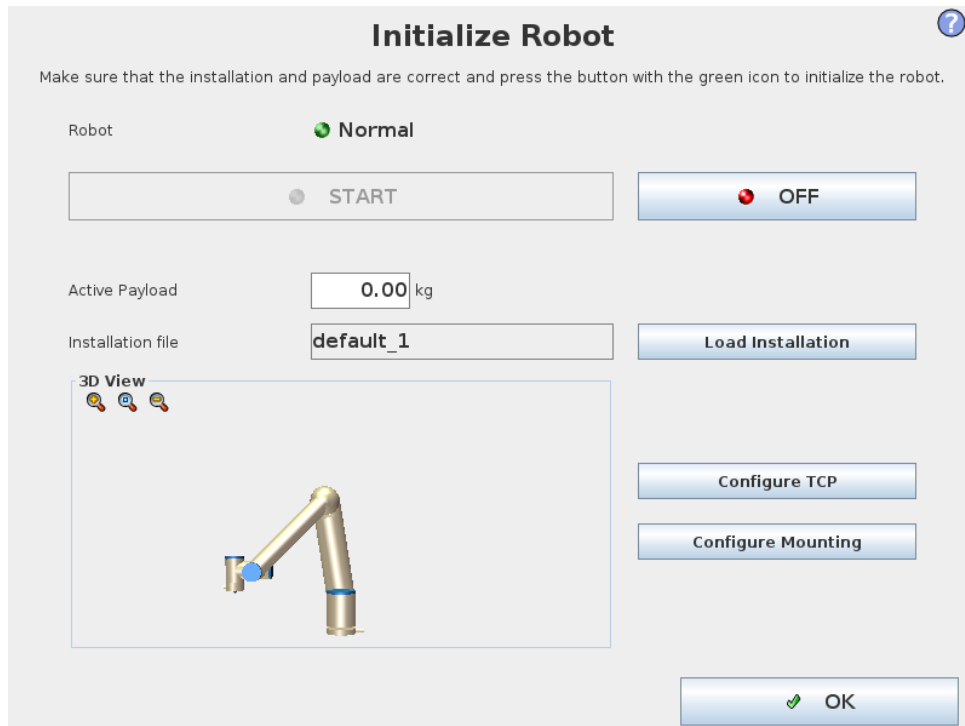 Initialize Robot
?
Make sure that the installation and payload are correct and press the button with the green icon to initialize the robot.
Robot
Normal
START
OFF
Active Payload
0.00 kg
Installation file
default_1
Load Installation
3D View
Configure TCP
Configure Mounting
OK